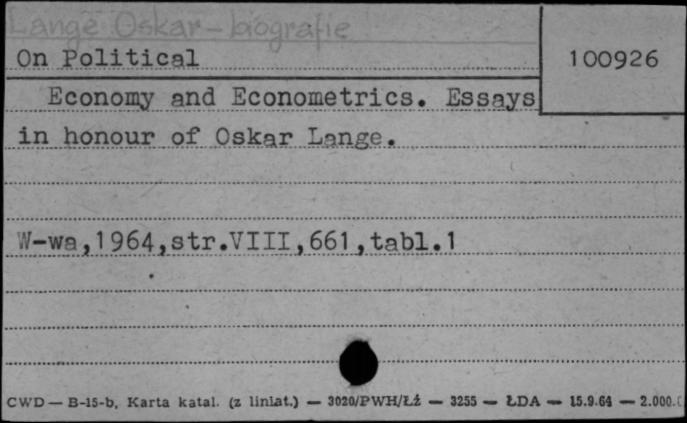 Lange Oskar - biografie
On Political
100926
Economy and Econometrics. Essays
in honour of Oskar Lange.
W-wa,1964,str.VIII,661,tabl.1
CWD — B-15-b, Karta katal. (z liniat.) — 3020/PWH/Łź — 3255 — ŁDA — 15.9.64 — 2.000.